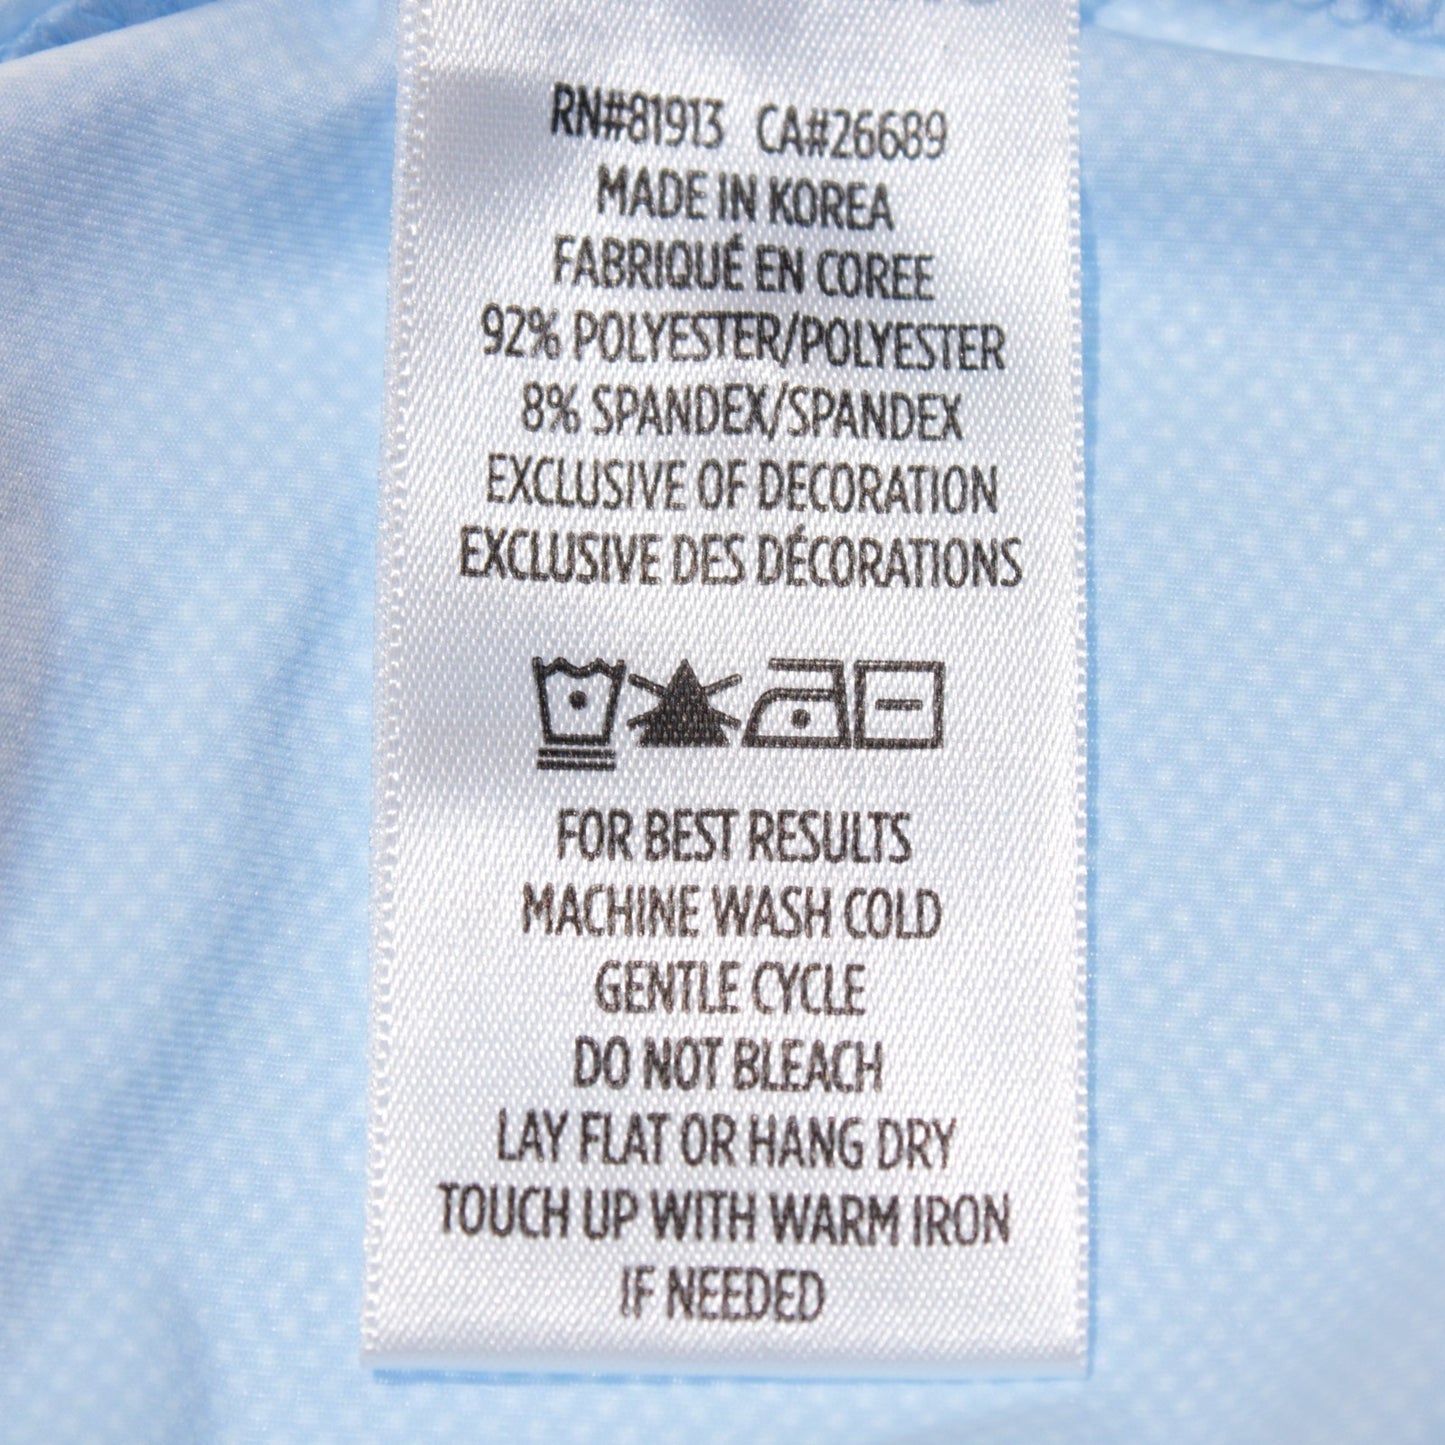 RN#81913 CA#26689
MADE IN KOREA
FABRIQUÉ EN COREE
92% POLYESTER/POLYESTER
8% SPANDEX/SPANDEX
EXCLUSIVE OF DECORATION
EXCLUSIVE DES DÉCORATIONS
FOR BEST RESULTS
MACHINE WASH COLD
GENTLE CYCLE
DO NOT BLEACH
LAY FLAT OR HANG DRY
TOUCH UP WITH WARM IRON
IF NEEDED